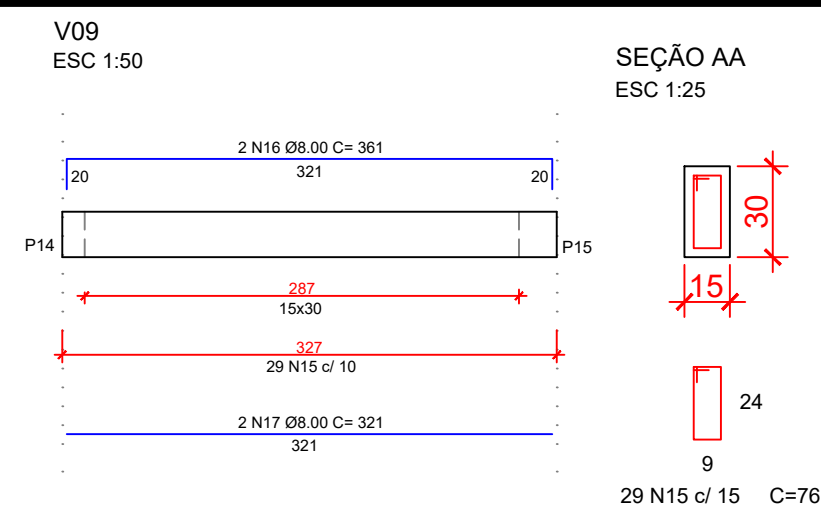 V09
ESC 1:50
SEÇÃO AA
ESC 1:25
2 N16 Ø8.00 C= 361
20
321
20
P14
P15
30
15
287
15x30
327
29 N15 c/ 10
2 N17 Ø8.00 C= 321
321
24
9
29 N15 c/ 15 C=76